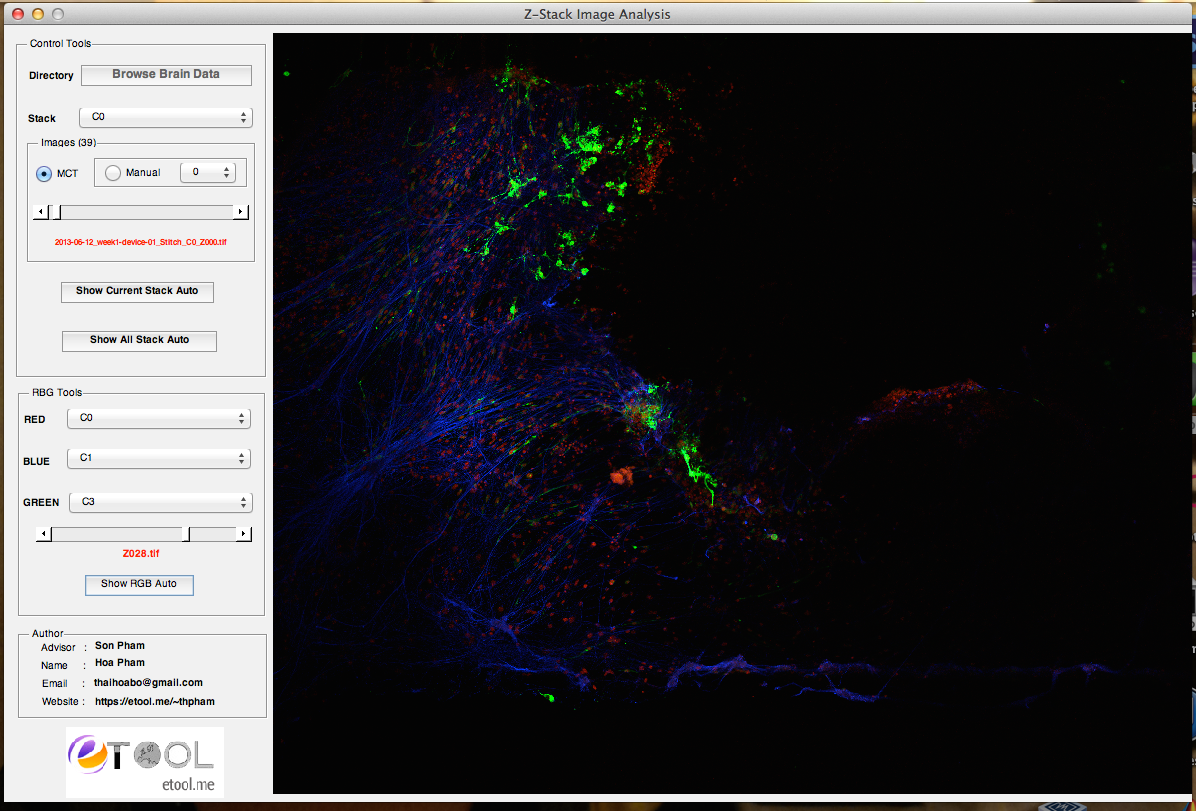 Z-Stack Image Analysis
Control Tools
Directory Browse Brain Data
Stack C0
Images (39)
MCT Manual 0
2013-06-12_week1-device-01_Stitch_C0_Z000.tif
Show Current Stack Auto
Show All Stack Auto
RBG Tools
RED C0
BLUE C1
GREEN C3
Z028.tif
Show RGB Auto
Author
Advisor : Son Pham
Name : Hoa Pham
Email : thaihoabo@gmail.com
Website : https://etool.me/~thpham
eTOOL
etool.me